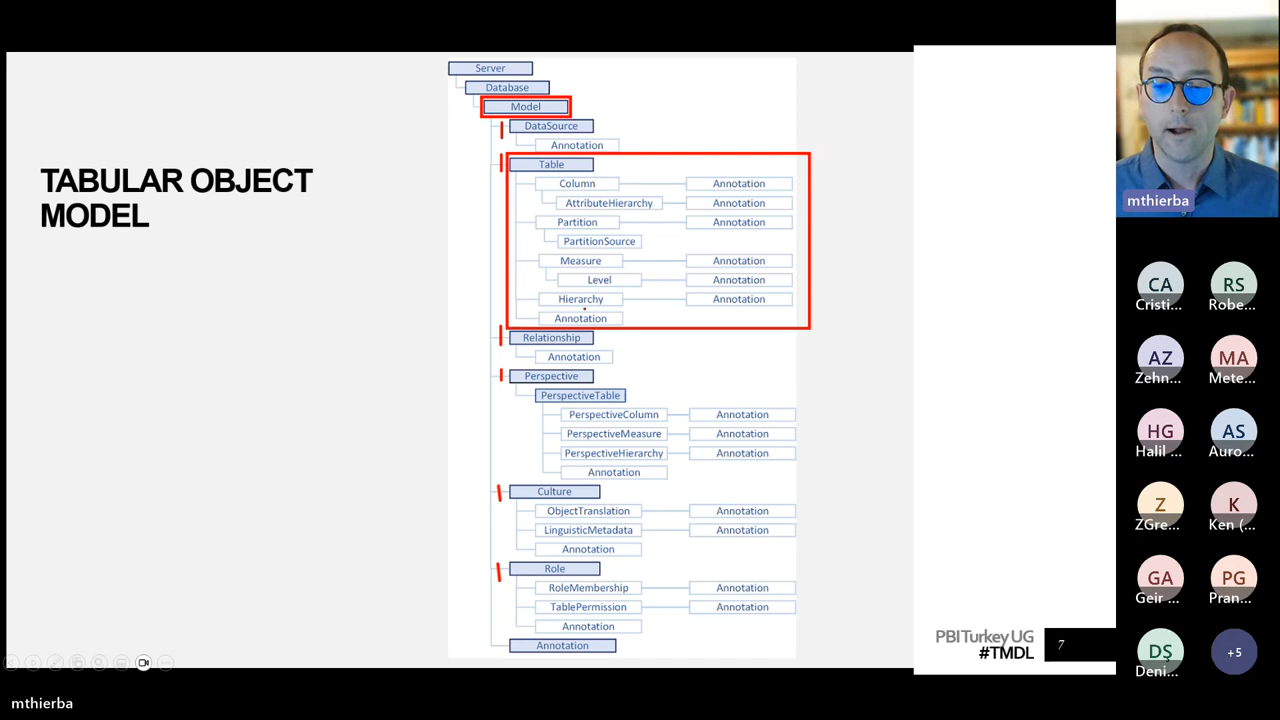 TABULAR OBJECT
MODEL
Server
Database
Model
DataSource
Annotation
Table
Column Annotation
AttributeHierarchy Annotation
Partition Annotation
PartitionSource
Measure Annotation
Level Annotation
Hierarchy Annotation
Annotation
Relationship
Annotation
Perspective
PerspectiveTable
PerspectiveColumn Annotation
PerspectiveMeasure Annotation
PerspectiveHierarchy Annotation
Annotation
Culture
ObjectTranslation Annotation
LinguisticMetadata Annotation
Annotation
Role
RoleMembership Annotation
TablePermission Annotation
Annotation
Annotation
PBITurkey UG
#TMDL
7
mthierba
mthierba
CA RS
Cristi... Robe...
AZ MA
Zehn... Mete...
HG AS
Halil ... Auro...
Z K
ZGre... Ken (...
GA PG
Geir ... Pran...
DŞ +5
Deni...